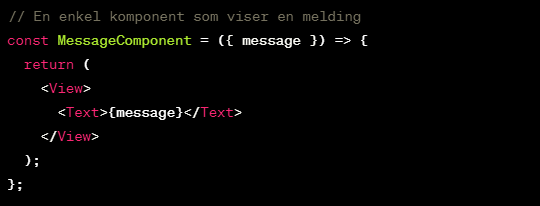 // En enkel komponent som viser en melding
const MessageComponent = ({ message }) => {
  return (
    <View>
      <Text>{message}</Text>
    </View>
  );
};